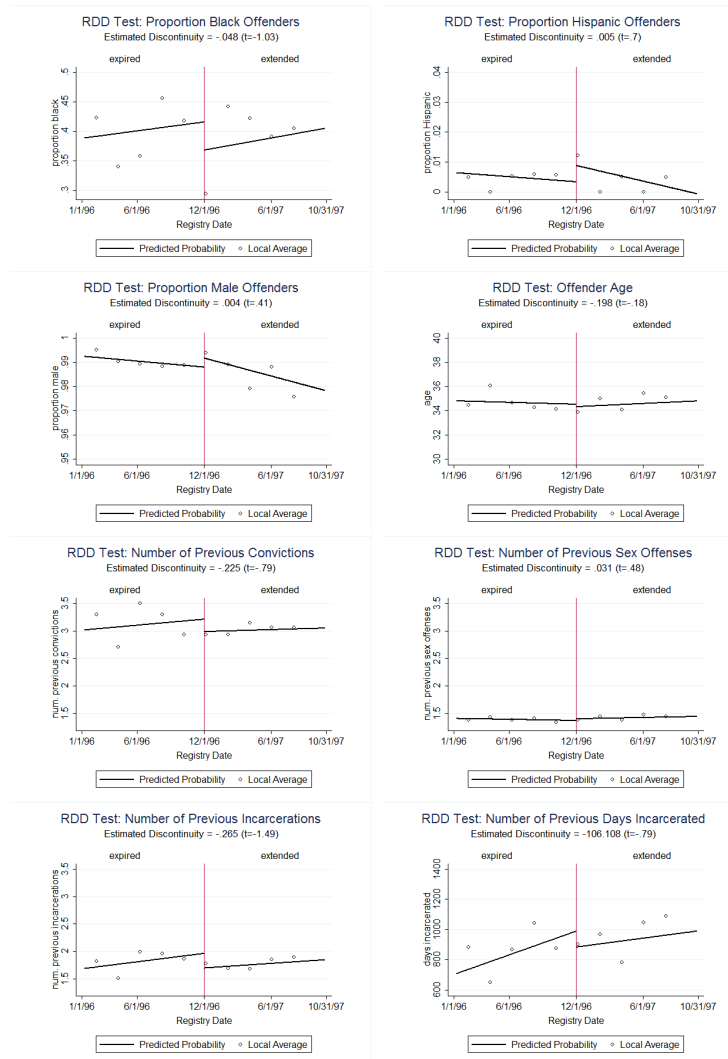 RDD Test: Proportion Black Offenders
Estimated Discontinuity = -.048 (t=-1.03)
expired extended
proportion black
.5
.45
.4
.35
.3
1/1/96 6/1/96 12/1/96 6/1/96 10/31/97
Registry Date
Predicted Probability Local Average
RDD Test: Proportion Hispanic Offenders
Estimated Discontinuity = .005 (t=.7)
expired extended
proportion Hispanic
.04
.03
.02
.010
0
1/1/96 6/1/96 12/1/96 6/1/97 10/31/97
Registry Date
Predicted Probability Local Average
RDD Test: Proportion Male Offenders
Estimated Discontinuity = .004 (t=.41)
expired extended
proportion male
1
.99
.98
.97
.96
.95
1/1/96 6/1/96 12/1/96 6/1/96 10/31/97
Registry Date
Predicted Probability Local Average
RDD Test: Offender Age
Estimated Discontinuity = -.198 (t=-.18)
expired extended
age
40
38
36
34
32
30
1/1/96 6/1/96 12/1/96 6/1/97 10/31/97
Registry Date
Predicted Probability Local Average
RDD Test: Number of Previous Convictions
Estimated Discontinuity = -.225 (t=-.79)
expired extended
num. previous convictions
3.5
3
2.5
2
1.5
1/1/96 6/1/96 12/1/96 6/1/96 10/31/97
Registry Date
Predicted Probability Local Average
RDD Test: Number of Previous Sex Offenses
Estimated Discontinuity = .031 (t=.48)
expired extended
num. previous sex offenses
3.5
3
2.5
2
1.5
1/1/96 6/1/96 12/1/96 6/1/97 10/31/97
Registry Date
Predicted Probability Local Average
RDD Test: Number of Previous Incarcerations
Estimated Discontinuity = -.265 (t=-1.49)
expired extended
num. previous incarcerations
3.5
3
2.5
2
1.5
1/1/96 6/1/96 12/1/96 6/1/96 10/31/97
Registry Date
Predicted Probability Local Average
RDD Test: Number of Previous Days Incarcerated
Estimated Discontinuity = -106.108 (t=-.79)
expired extended
days incarcerated
1400
1200
1000
800
600
1/1/96 6/1/96 12/1/96 6/1/97 10/31/97
Registry Date
Predicted Probability Local Average